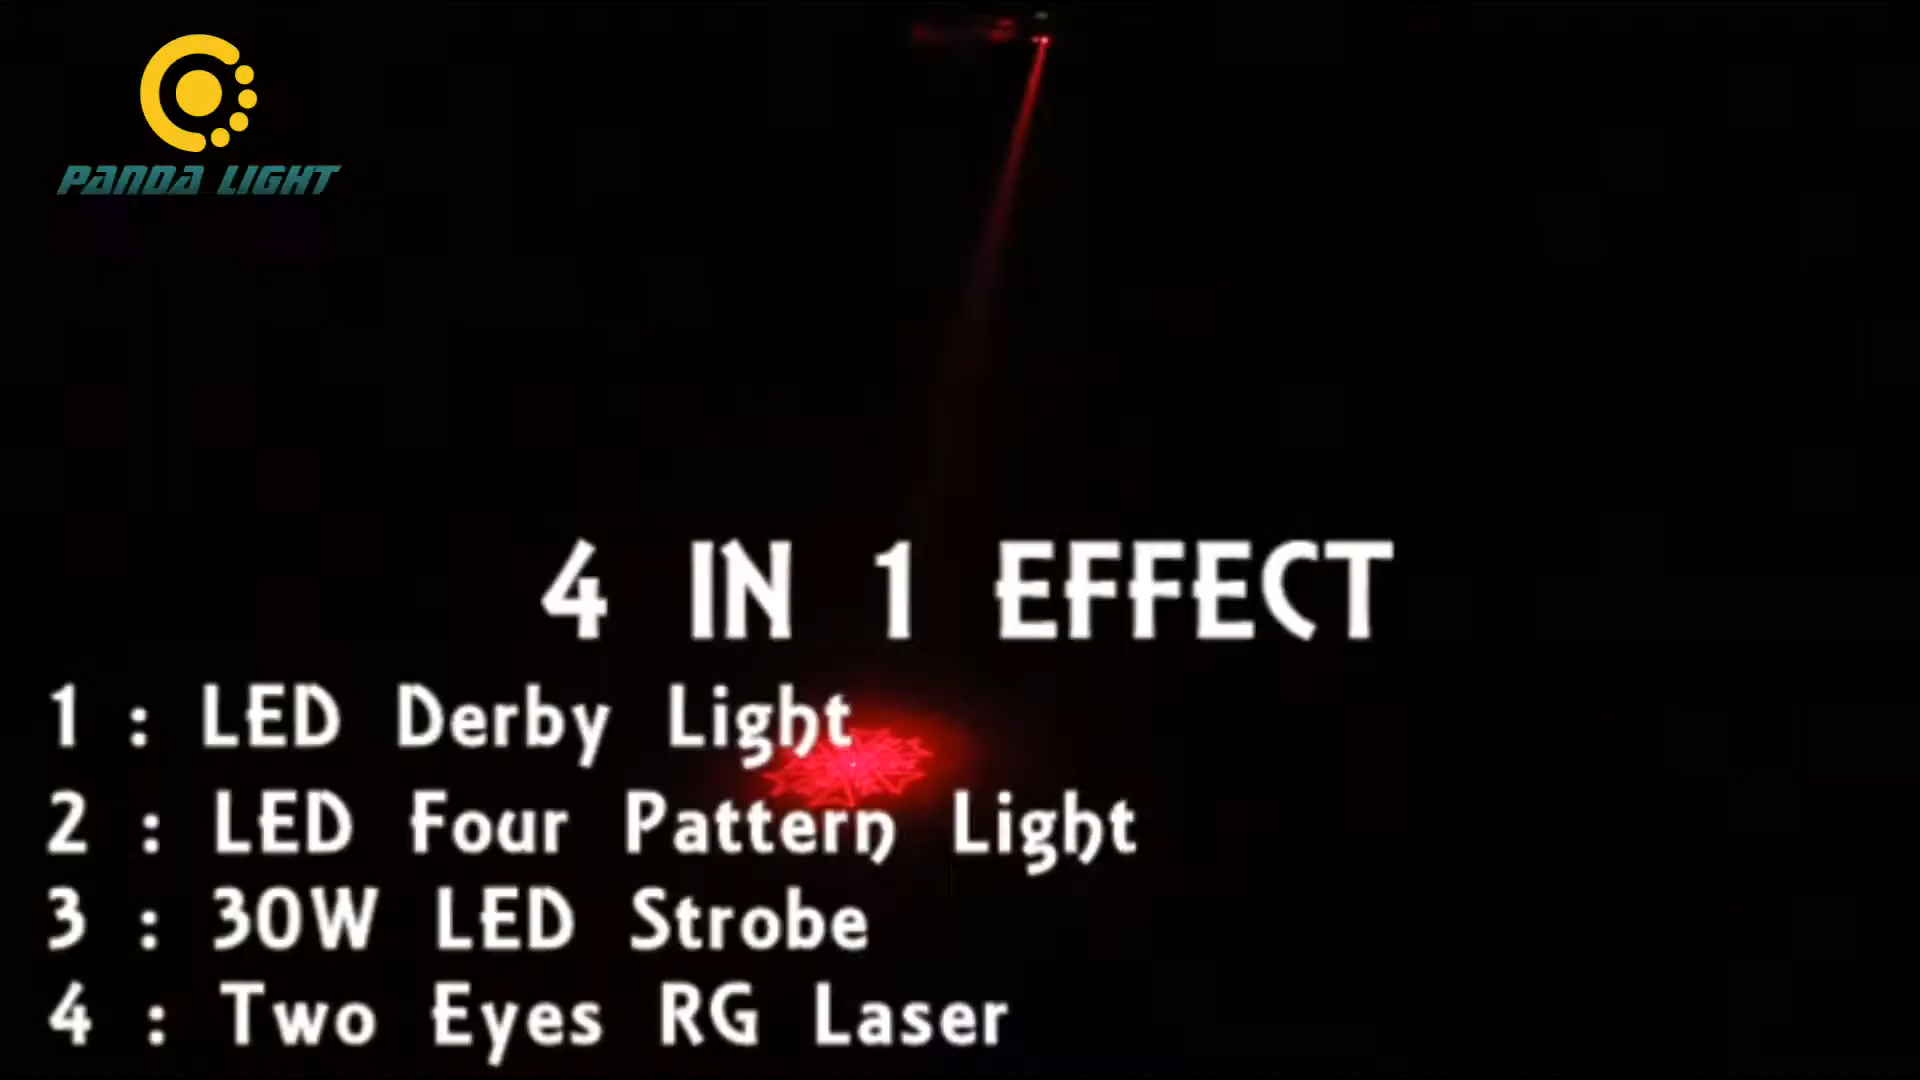 PANDA LIGHT
4 IN 1 EFFECT
1 : LED Derby Light
2 : LED Four Pattern Light
3 : 30W LED Strobe
4 : Two Eyes RG Laser